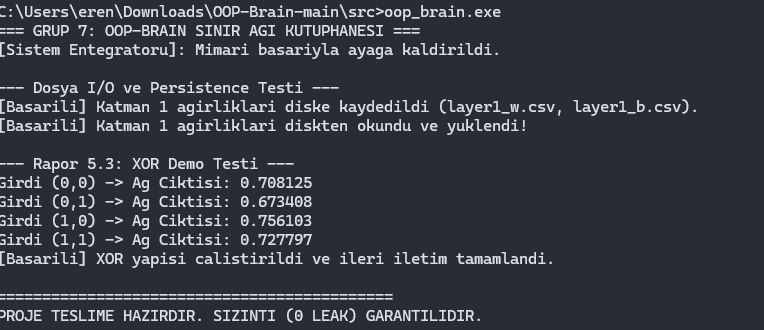 C:\Users\eren\Downloads\OOP-Brain-main\src>oop_brain.exe
=== GRUP 7: OOP-BRAIN SINIR AGI KUTUPHANESI ===
[Sistem Entegratoru]: Mimari basariyla ayaga kaldirildi.
--- Dosya I/O ve Persistence Testi ---
[Basarili] Katman 1 agirliklari diske kaydedildi (layer1_w.csv, layer1_b.csv).
[Basarili] Katman 1 agirliklari diskten okundu ve yuklendi!
--- Rapor 5.3: XOR Demo Testi ---
Girdi (0,0) -> Ag Ciktisi: 0.708125
Girdi (0,1) -> Ag Ciktisi: 0.673408
Girdi (1,0) -> Ag Ciktisi: 0.756103
Girdi (1,1) -> Ag Ciktisi: 0.727797
[Basarili] XOR yapisi calistirildi ve ileri iletim tamamlandi.
=============================================
PROJE TESLIME HAZIRDIR. SIZINTI (0 LEAK) GARANTILIDIR.